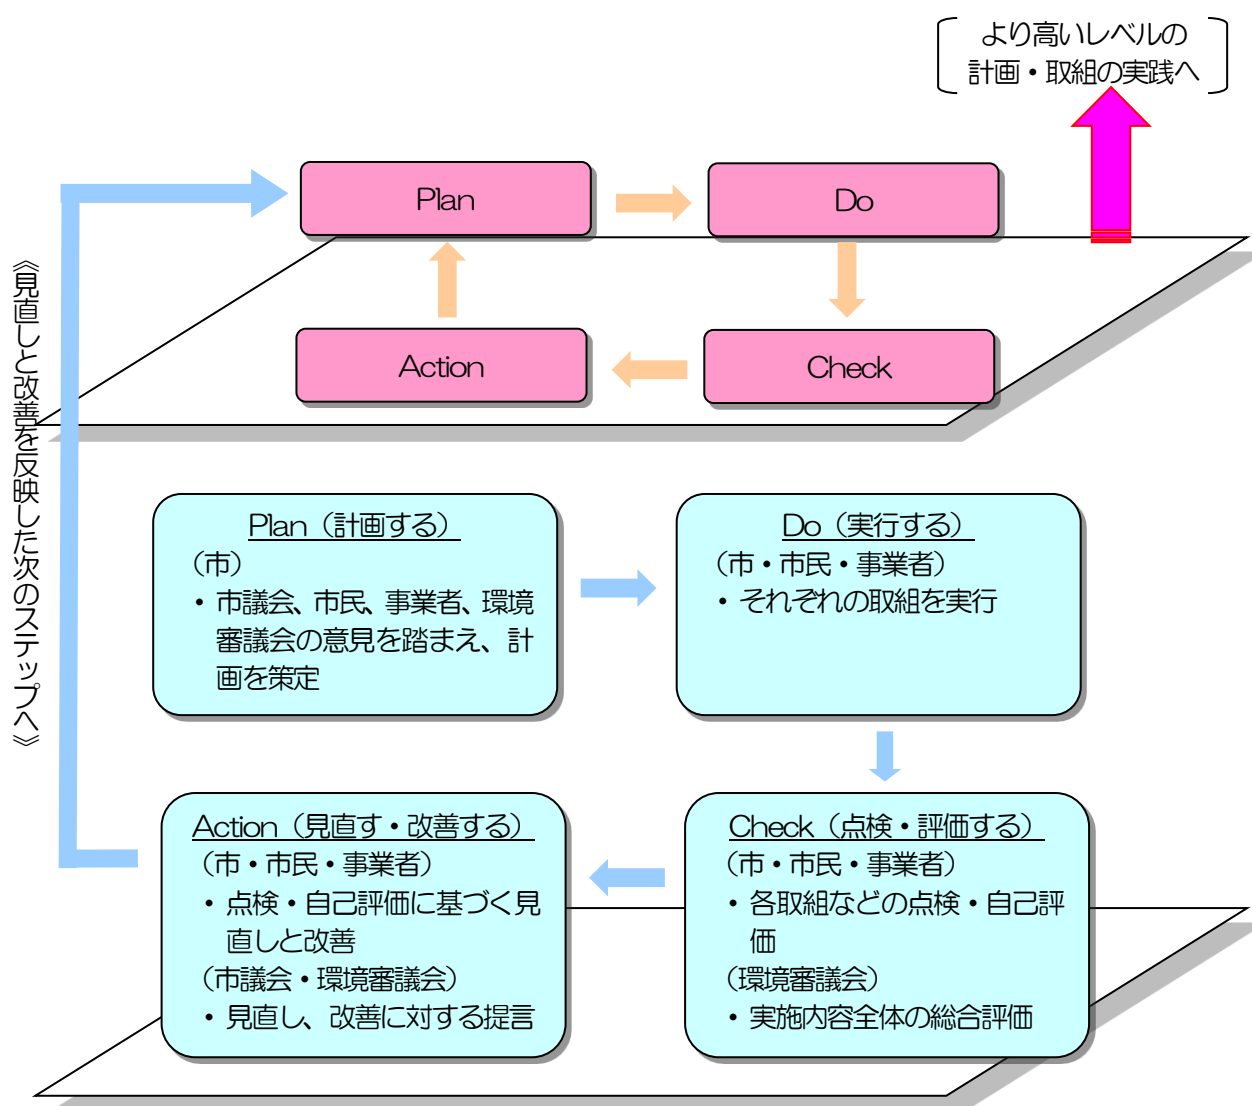 より高いレベルの
計画・取組の実践へ
Plan
Do
Action
Check
《見直しと改善を反映した次のステップへ》
Plan（計画する）
（市）
・市議会、市民、事業者、環境
審議会の意見を踏まえ、計
画を策定
Do（実行する）
（市・市民・事業者）
・それぞれの取組を実行
Action（見直す・改善する）
（市・市民・事業者）
・点検・自己評価に基づく見
直しと改善
（市議会・環境審議会）
・見直し、改善に対する提言
Check（点検・評価する）
（市・市民・事業者）
・各取組などの点検・自己評
価
（環境審議会）
・実施内容全体の総合評価